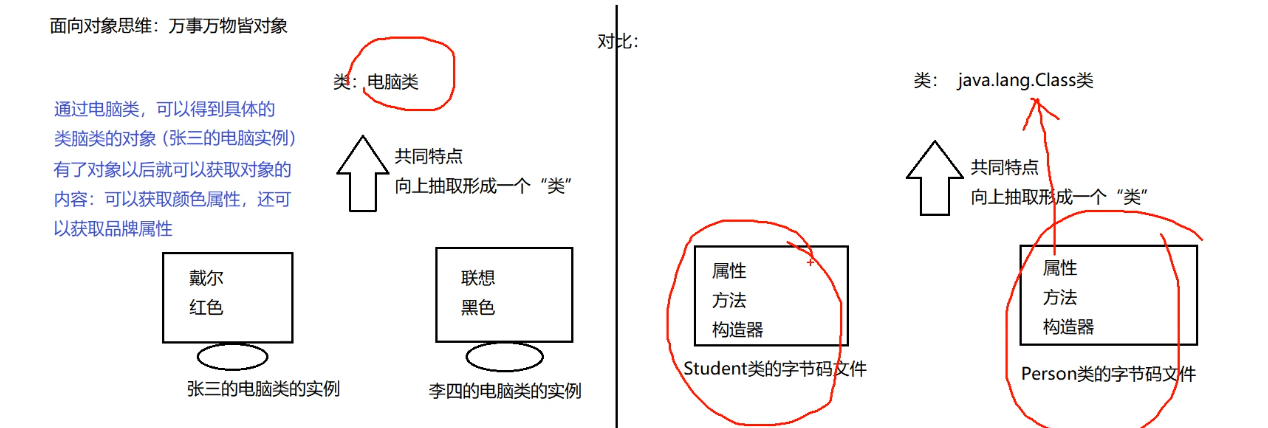 面向对象思维：万事万物皆对象
类：电脑类
通过电脑类，可以得到具体的
类脑类的对象（张三的电脑实例）
有了对象以后就可以获取对象的
内容：可以获取颜色属性，还可
以获取品牌属性
共同特点
向上抽取形成一个“类”
戴尔
红色
张三的电脑类的实例
联想
黑色
李四的电脑类的实例
对比：
类： java.lang.Class类
共同特点
向上抽取形成一个“类”
属性
方法
构造器
Student类的字节码文件
属性
方法
构造器
Person类的字节码文件